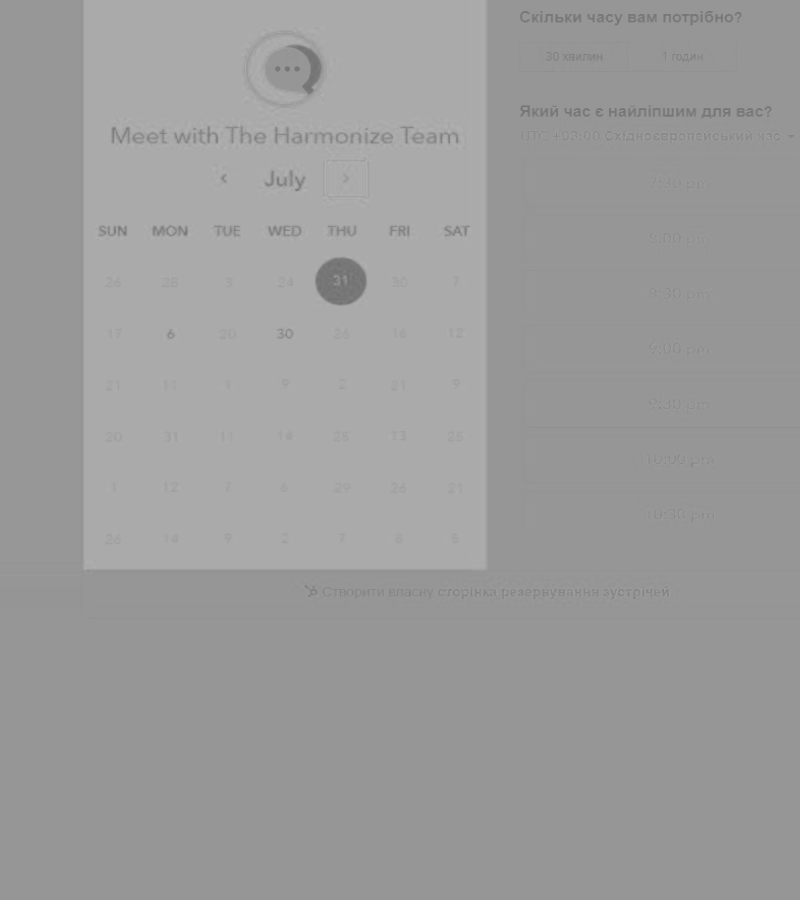 Meet with The Harmonize Team
July
SUN MON TUE WED THU FRI SAT
26 28 3 24 31 30 7
17 6 20 30 26 16 12
21 11 1 9 2 21 9
20 31 11 14 25 13 25
1 12 7 6 29 26 21
26 14 9 2 7 8 5
Скільки часу вам потрібно?
30 хвилин 1 годин
Який час є найліпшим для вас?
UTC +03:00 Східноєвропейський час
7:30 pm
8:00 pm
8:30 pm
9:00 pm
9:30 pm
10:00 pm
10:30 pm
Створити власну сторінка резервування зустрічей